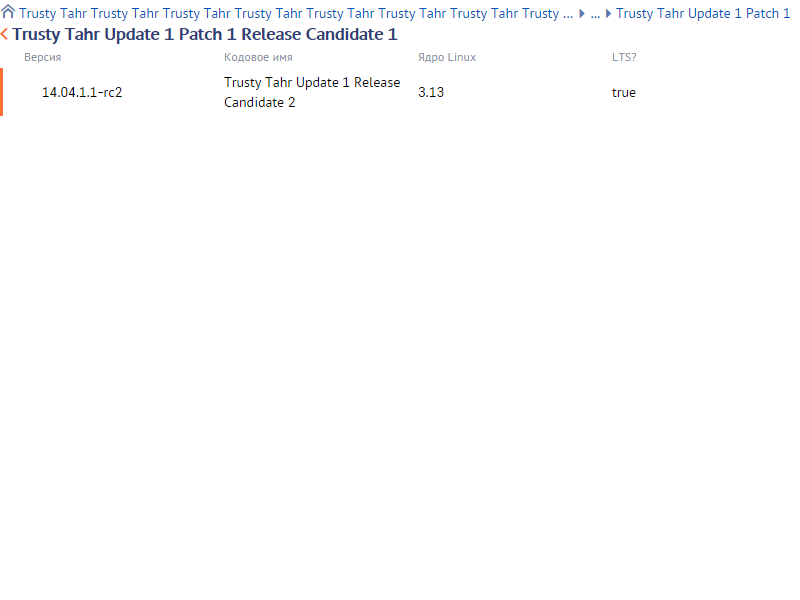 Trusty Tahr Trusty Tahr Trusty Tahr Trusty Tahr Trusty Tahr Trusty Tahr Trusty Tahr Trusty ... ... Trusty Tahr Update 1 Patch 1
Trusty Tahr Update 1 Patch 1 Release Candidate 1
Версия Кодовое имя Ядро Linux LTS?
14.04.1.1-rc2 Trusty Tahr Update 1 Release Candidate 2 3.13 true